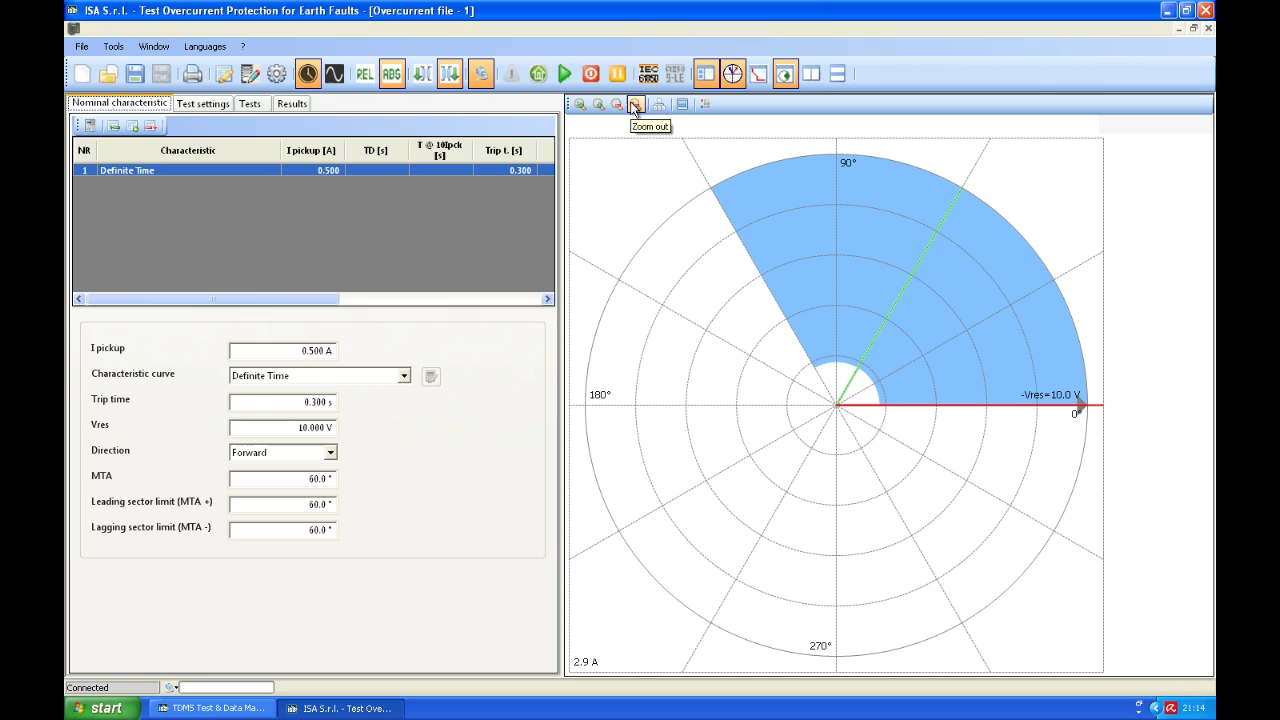 ISA S.r.l. - Test Overcurrent Protection for Earth Faults - [Overcurrent file - 1]
File Tools Window Languages ?
REL ABS IEC 61850
Nominal characteristic Test settings Tests Results
Zoom out
NR Characteristic I pickup [A] TD [s] T @ 10Ipck [s] Trip t. [s]
1 Definite Time 0.500 0.300
I pickup 0.500 A
Characteristic curve Definite Time
Trip time 0.300 s
Vres 10.000 V
Direction Forward
MTA 60.0 °
Leading sector limit (MTA +) 60.0 °
Lagging sector limit (MTA -) 60.0 °
90°
180°
-Vres=10.0 V
0°
270°
2.9 A
Connected
start TDMS Test & Data Ma... ISA S.r.l. - Test Ove... 21:14